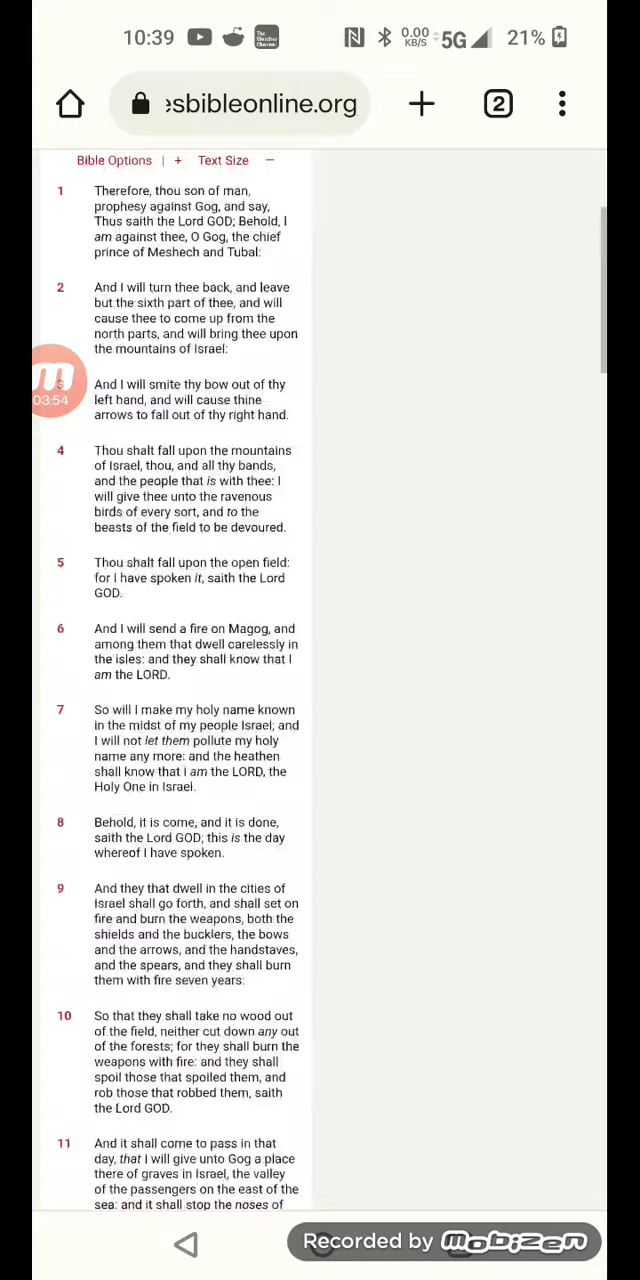 10:39
The Weather Channel
0.00 KB/S
5G
21%
esbibleonline.org
2
Bible Options | + Text Size −
1 Therefore, thou son of man,
prophesy against Gog, and say,
Thus saith the Lord GOD; Behold, I
am against thee, O Gog, the chief
prince of Meshech and Tubal:
2 And I will turn thee back, and leave
but the sixth part of thee, and will
cause thee to come up from the
north parts, and will bring thee upon
the mountains of Israel:
3 And I will smite thy bow out of thy
left hand, and will cause thine
arrows to fall out of thy right hand.
03:54
4 Thou shalt fall upon the mountains
of Israel, thou, and all thy bands,
and the people that is with thee: I
will give thee unto the ravenous
birds of every sort, and to the
beasts of the field to be devoured.
5 Thou shalt fall upon the open field:
for I have spoken it, saith the Lord
GOD.
6 And I will send a fire on Magog, and
among them that dwell carelessly in
the isles: and they shall know that I
am the LORD.
7 So will I make my holy name known
in the midst of my people Israel; and
I will not let them pollute my holy
name any more: and the heathen
shall know that I am the LORD, the
Holy One in Israel.
8 Behold, it is come, and it is done,
saith the Lord GOD; this is the day
whereof I have spoken.
9 And they that dwell in the cities of
Israel shall go forth, and shall set on
fire and burn the weapons, both the
shields and the bucklers, the bows
and the arrows, and the handstaves,
and the spears, and they shall burn
them with fire seven years:
10 So that they shall take no wood out
of the field, neither cut down any out
of the forests; for they shall burn the
weapons with fire: and they shall
spoil those that spoiled them, and
rob those that robbed them, saith
the Lord GOD.
11 And it shall come to pass in that
day, that I will give unto Gog a place
there of graves in Israel, the valley
of the passengers on the east of the
sea: and it shall stop the noses of
Recorded by mobizen